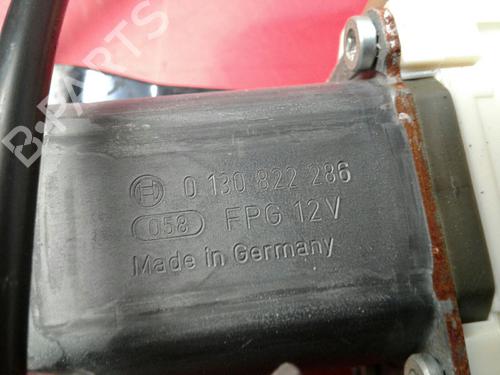 B-PARTS
0 130 822 286
058 FPG 12V
Made in Germany